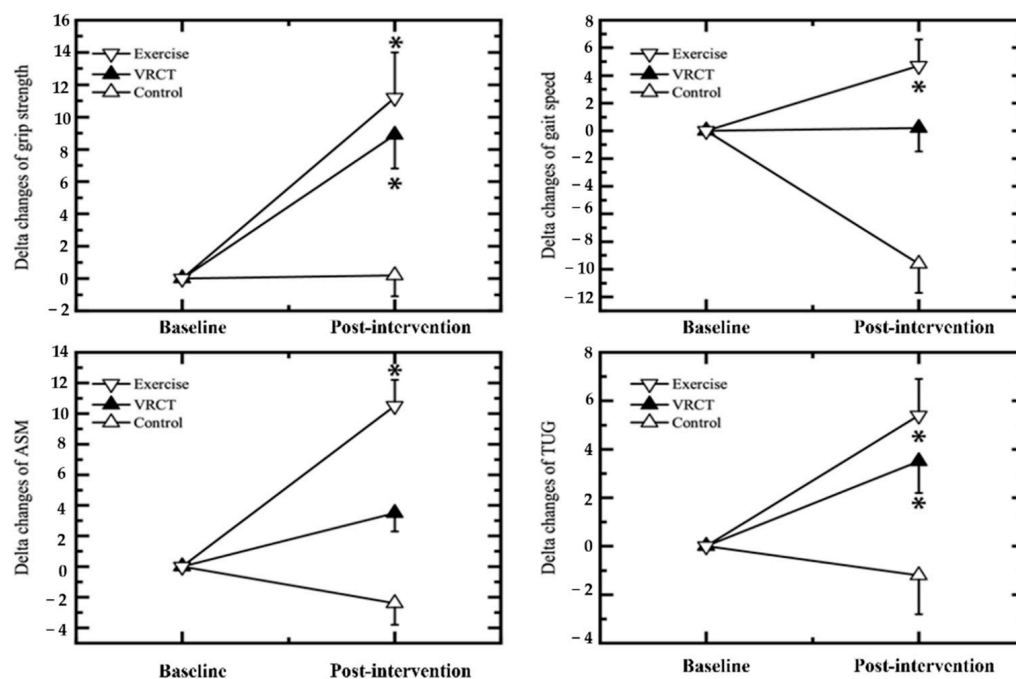 Delta changes of grip strength
16
14
12
10
8
6
4
2
0
−2
Exercise
VRCT
Control
*
*
Baseline
Post-intervention
Delta changes of gait speed
8
6
4
2
0
−2
−4
−6
−8
−10
−12
Exercise
VRCT
Control
*
Baseline
Post-intervention
Delta changes of ASM
14
12
10
8
6
4
2
0
−2
−4
Exercise
VRCT
Control
*
Baseline
Post-intervention
Delta changes of TUG
8
6
4
2
0
−2
−4
Exercise
VRCT
Control
*
*
Baseline
Post-intervention